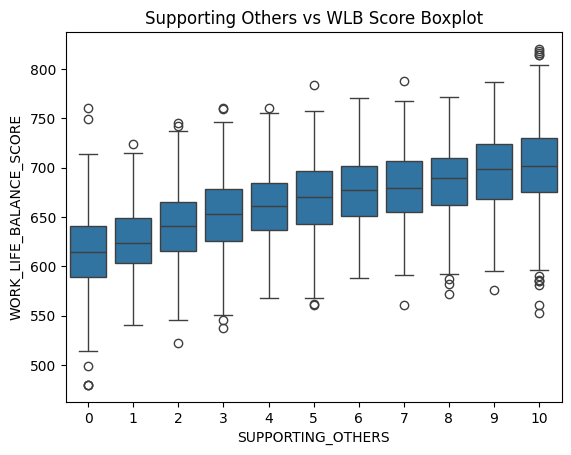 Supporting Others vs WLB Score Boxplot
WORK_LIFE_BALANCE_SCORE
800
750
700
650
600
550
500
0 1 2 3 4 5 6 7 8 9 10
SUPPORTING_OTHERS